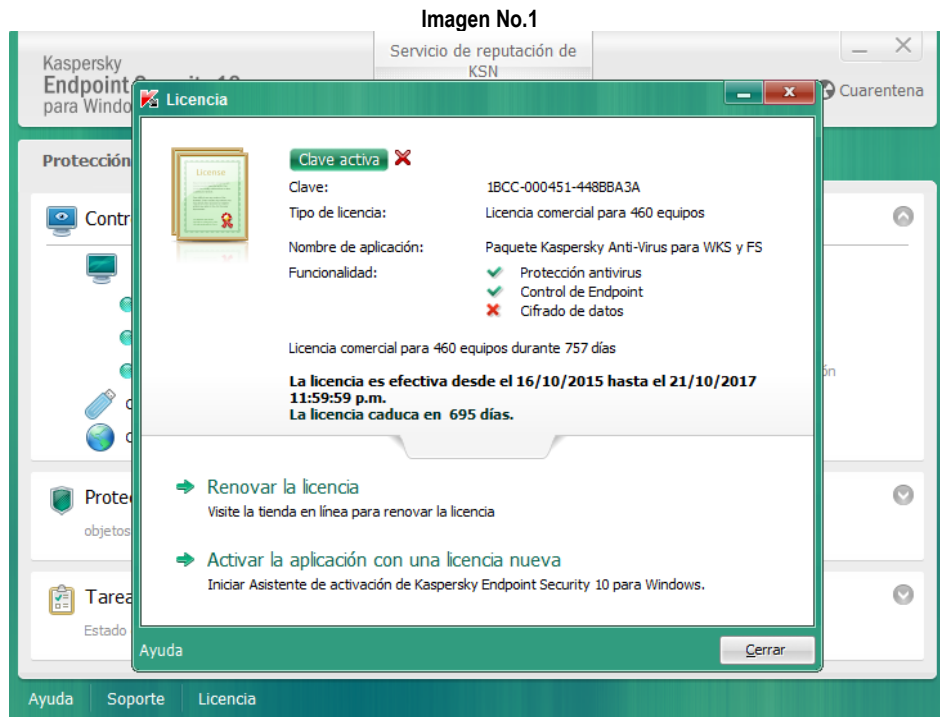 Imagen No.1
Kaspersky
Endpoint
para Windo
Servicio de reputación de
KSN
Cuarentena
Licencia
Protección
Contr
License
Clave activa
Clave: 1BCC-000451-448BBA3A
Tipo de licencia: Licencia comercial para 460 equipos
Nombre de aplicación: Paquete Kaspersky Anti-Virus para WKS y FS
Funcionalidad: Protección antivirus
Control de Endpoint
Cifrado de datos
Licencia comercial para 460 equipos durante 757 días
La licencia es efectiva desde el 16/10/2015 hasta el 21/10/2017
11:59:59 p.m.
La licencia caduca en 695 días.
ón
Renovar la licencia
Visite la tienda en línea para renovar la licencia
Protec
objetos
Activar la aplicación con una licencia nueva
Iniciar Asistente de activación de Kaspersky Endpoint Security 10 para Windows.
Tarea
Estado
Ayuda
Cerrar
Ayuda Soporte Licencia